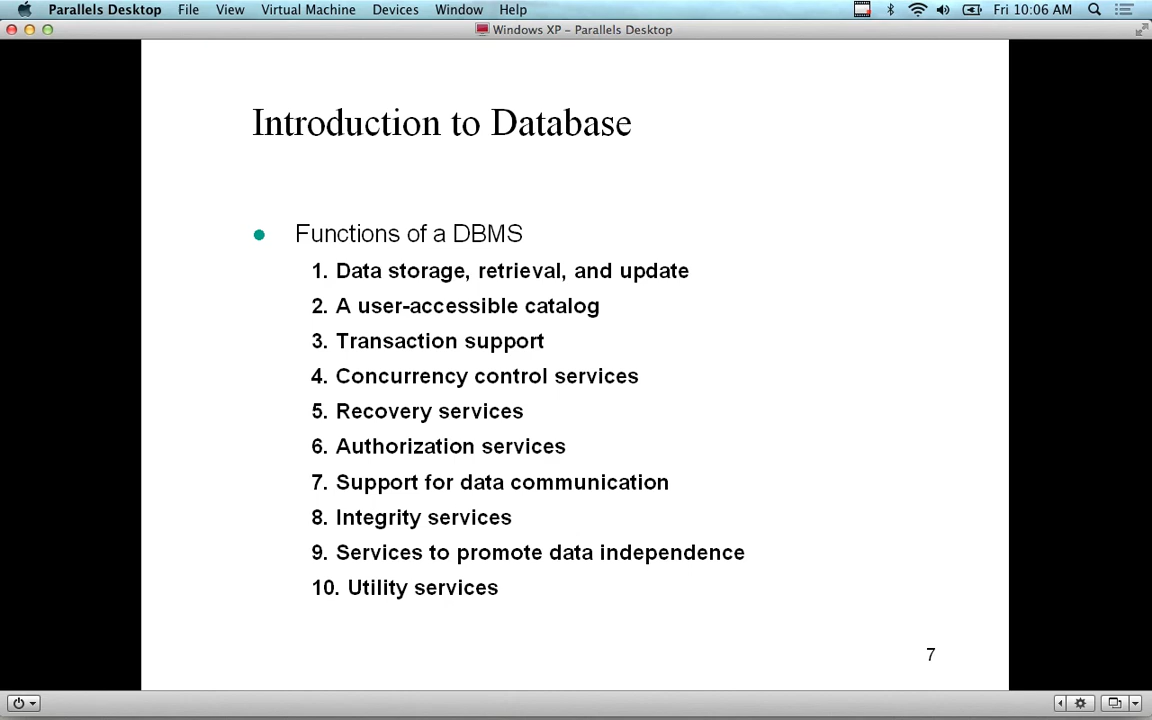 Parallels Desktop File View Virtual Machine Devices Window Help Fri 10:06 AM
Windows XP – Parallels Desktop
Introduction to Database
Functions of a DBMS
1. Data storage, retrieval, and update
2. A user-accessible catalog
3. Transaction support
4. Concurrency control services
5. Recovery services
6. Authorization services
7. Support for data communication
8. Integrity services
9. Services to promote data independence
10. Utility services
7